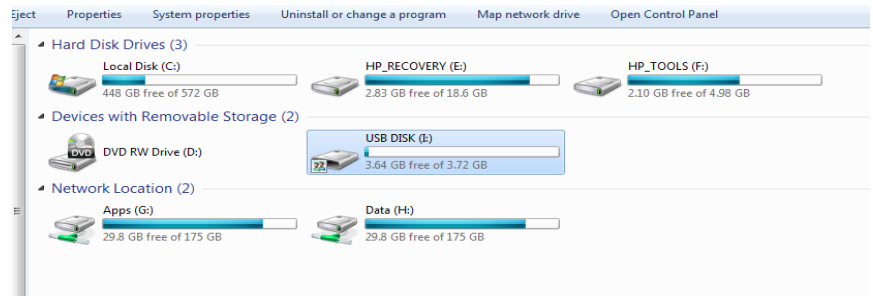 Eject Properties System properties Uninstall or change a program Map network drive Open Control Panel
Hard Disk Drives (3)
Local Disk (C:) HP_RECOVERY (E:) HP_TOOLS (F:)
448 GB free of 572 GB 2.83 GB free of 18.6 GB 2.10 GB free of 4.98 GB
Devices with Removable Storage (2)
DVD DVD RW Drive (D:) USB DISK (I:)
3.64 GB free of 3.72 GB
Network Location (2)
Apps (G:) Data (H:)
29.8 GB free of 175 GB 29.8 GB free of 175 GB